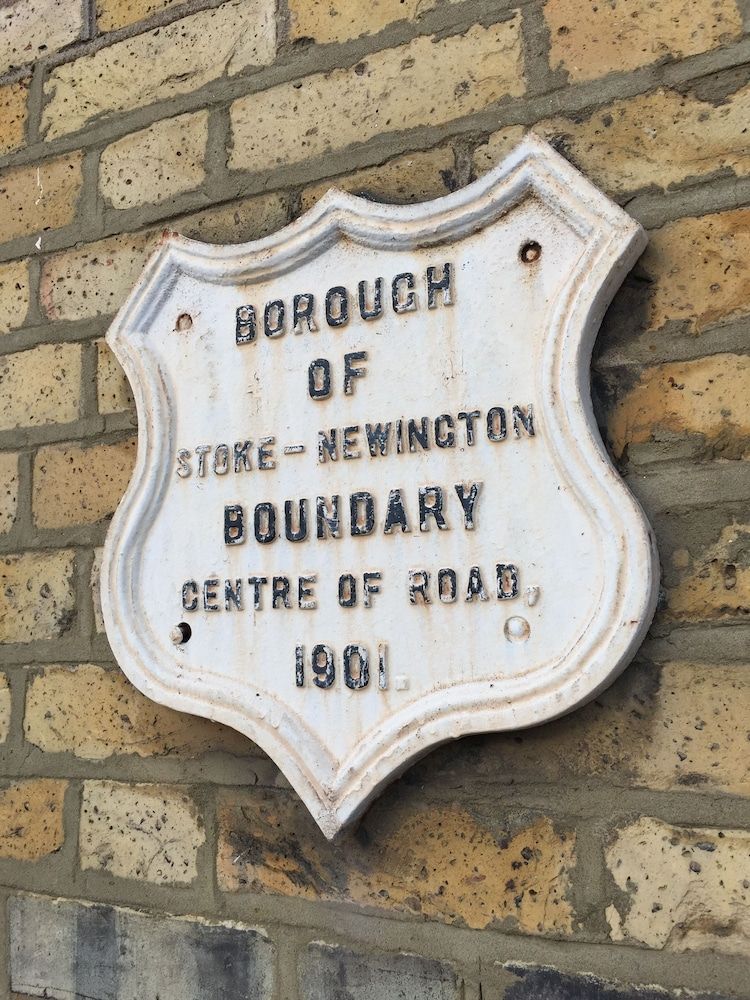 BOROUGH
OF
STOKE-NEWINGTON
BOUNDARY
CENTRE OF ROAD,
1901.